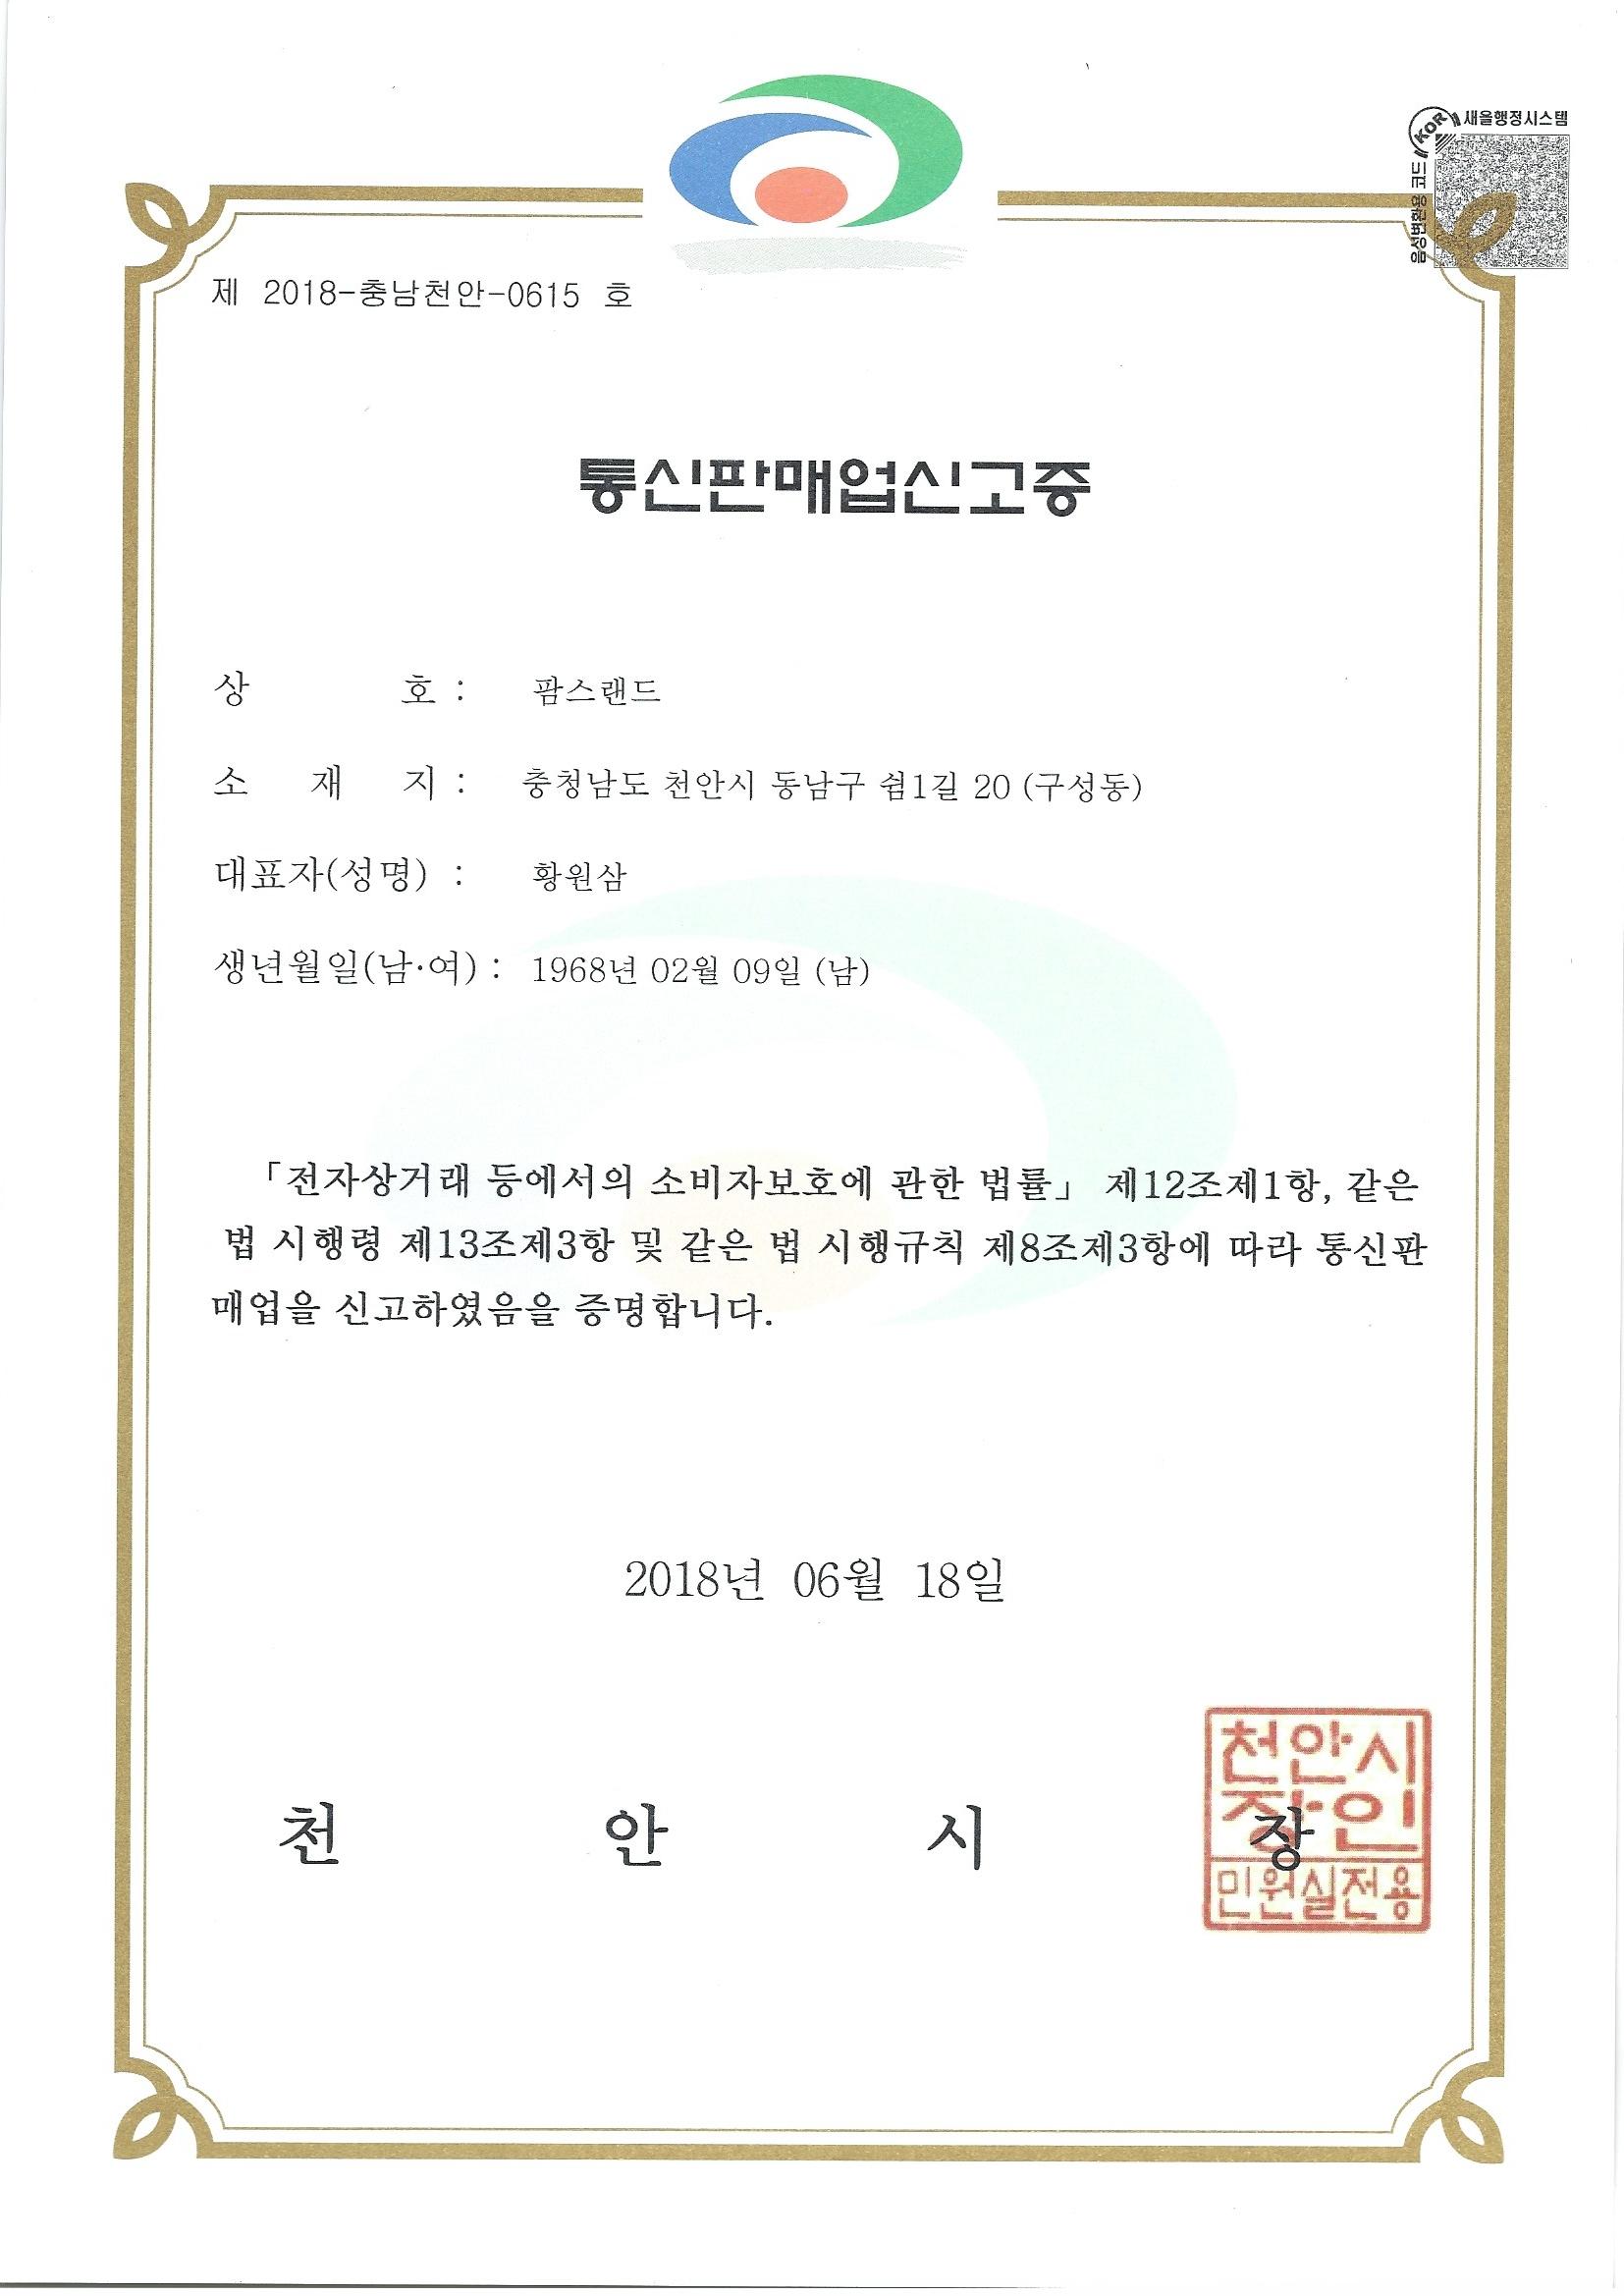 KOR 새올행정시스템
음성변환용 코드
제 2018-충남천안-0615 호
통신판매업신고증
상 호 : 팜스랜드
소 재 지 : 충청남도 천안시 동남구 쉼1길 20 (구성동)
대표자(성명) : 황원삼
생년월일(남·여) : 1968년 02월 09일 (남)
「전자상거래 등에서의 소비자보호에 관한 법률」 제12조제1항, 같은
법 시행령 제13조제3항 및 같은 법 시행규칙 제8조제3항에 따라 통신판
매업을 신고하였음을 증명합니다.
2018년 06월 18일
천 안 시 장
천안시
장인
민원실전용